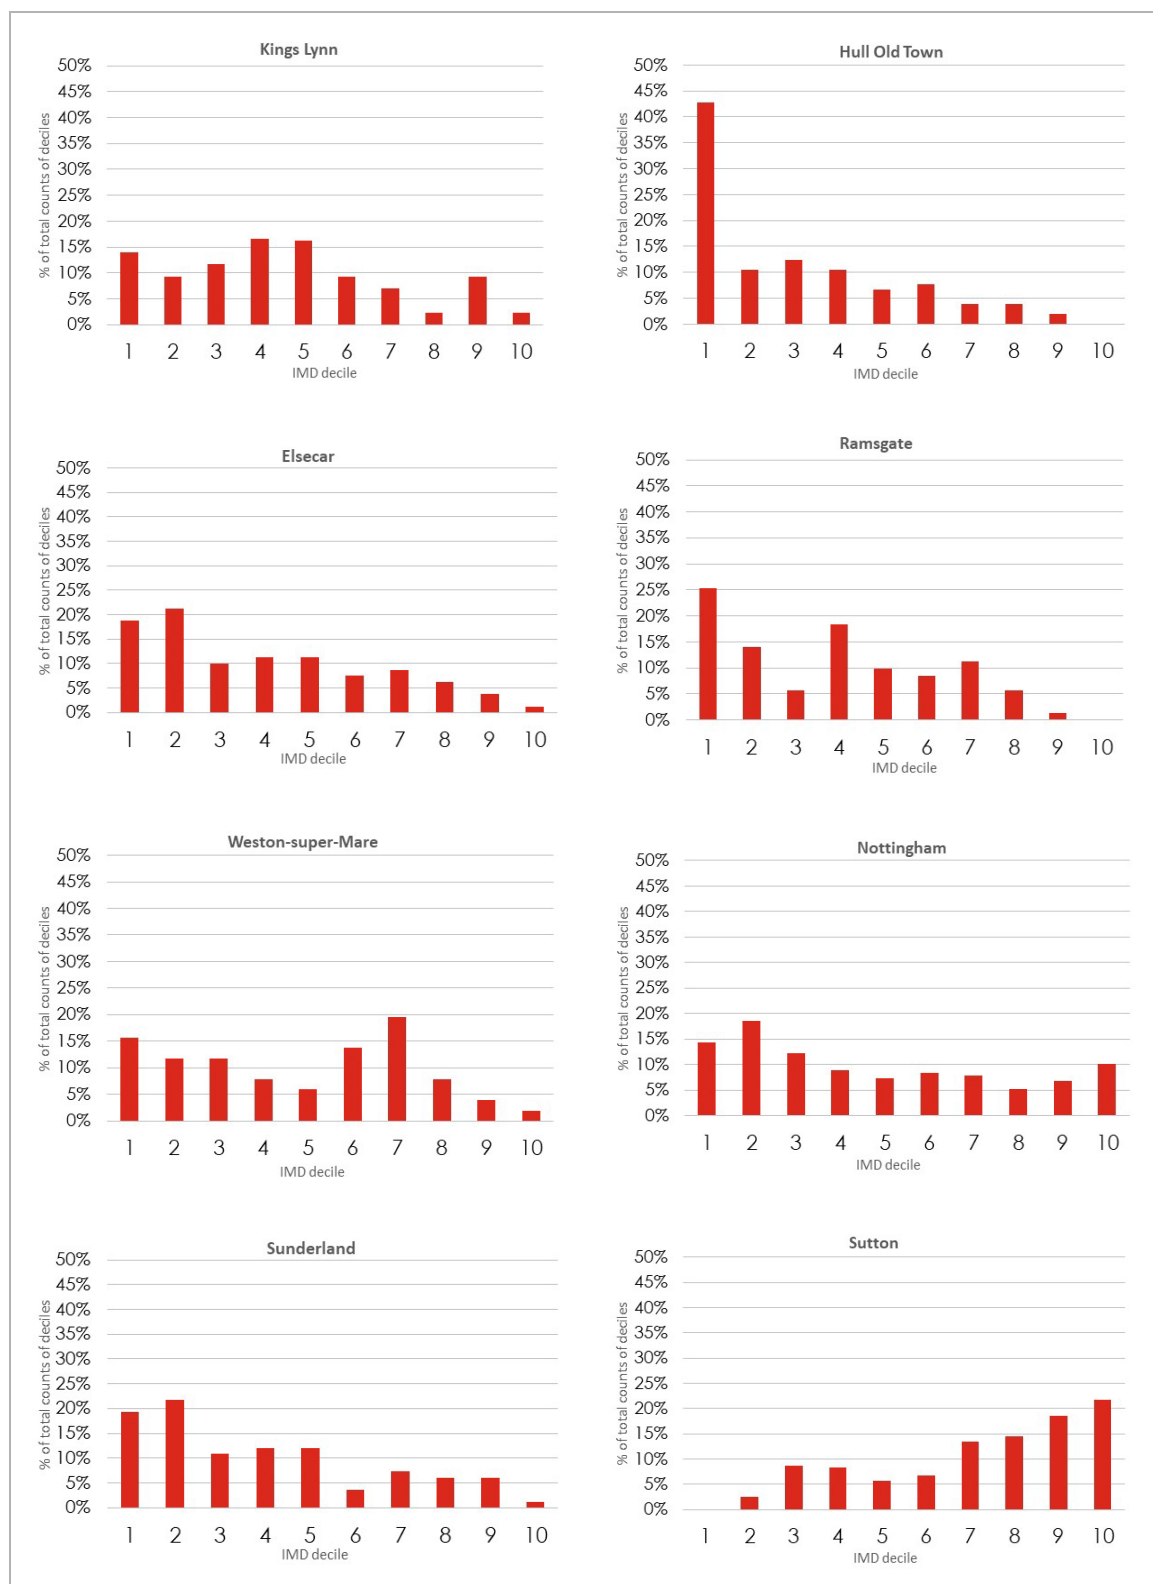 Kings Lynn
50%
45%
40%
35%
30%
25%
20%
15%
10%
5%
0%
% of total counts of deciles
1 2 3 4 5 6 7 8 9 10
IMD decile
Hull Old Town
50%
45%
40%
35%
30%
25%
20%
15%
10%
5%
0%
% of total counts of deciles
1 2 3 4 5 6 7 8 9 10
IMD decile
Elsecar
50%
45%
40%
35%
30%
25%
20%
15%
10%
5%
0%
% of total counts of deciles
1 2 3 4 5 6 7 8 9 10
IMD decile
Ramsgate
50%
45%
40%
35%
30%
25%
20%
15%
10%
5%
0%
% of total counts of deciles
1 2 3 4 5 6 7 8 9 10
IMD decile
Weston-super-Mare
50%
45%
40%
35%
30%
25%
20%
15%
10%
5%
0%
% of total counts of deciles
1 2 3 4 5 6 7 8 9 10
IMD decile
Nottingham
50%
45%
40%
35%
30%
25%
20%
15%
10%
5%
0%
% of total counts of deciles
1 2 3 4 5 6 7 8 9 10
IMD decile
Sunderland
50%
45%
40%
35%
30%
25%
20%
15%
10%
5%
0%
% of total counts of deciles
1 2 3 4 5 6 7 8 9 10
IMD decile
Sutton
50%
45%
40%
35%
30%
25%
20%
15%
10%
5%
0%
% of total counts of deciles
1 2 3 4 5 6 7 8 9 10
IMD decile